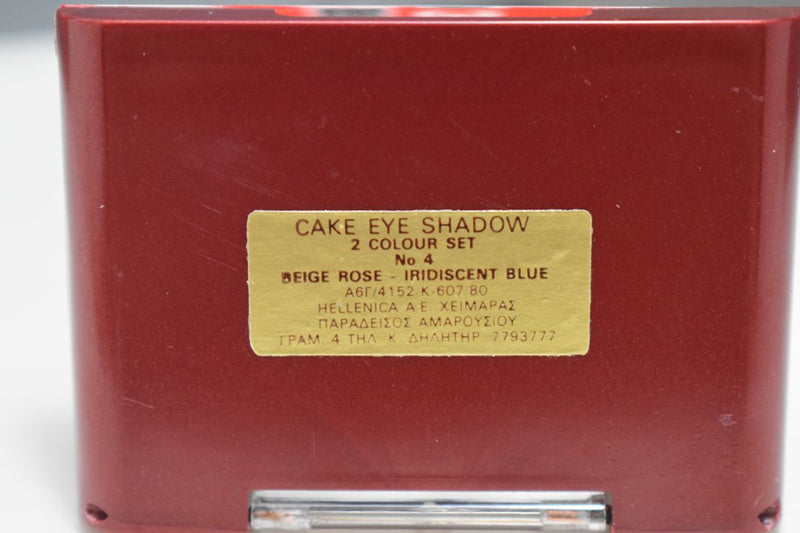 CAKE EYE SHADOW
2 COLOUR SET
No 4
BEIGE ROSE - IRIDISCENT BLUE
Α6Γ/4152/Κ-607/80
HELLENICA A.E. ΧΕΙΜΑΡΑΣ
ΠΑΡΑΔΕΙΣΟΣ ΑΜΑΡΟΥΣΙΟΥ
ΓΡΑΜ. 4 ΤΗΛ. Κ. ΔΗΛΗΤΗΡ. 7793777